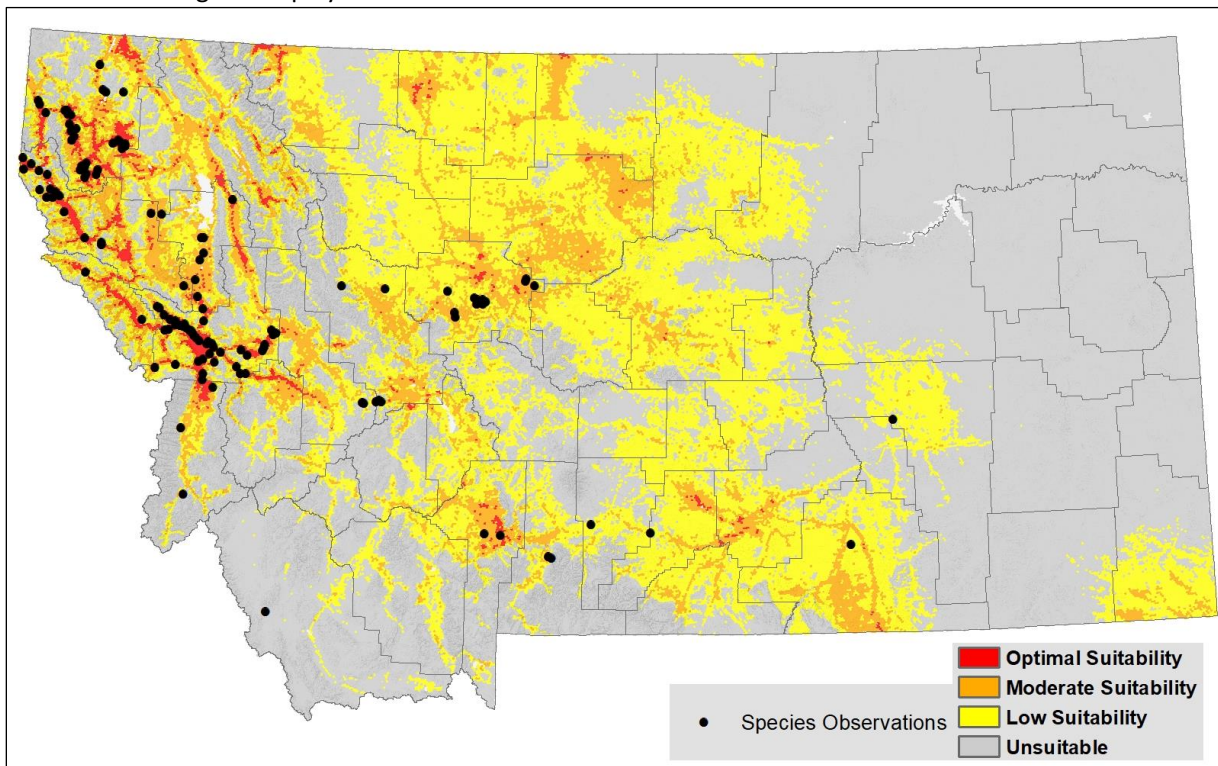 Optimal Suitability
Moderate Suitability
Species Observations
Low Suitability
Unsuitable